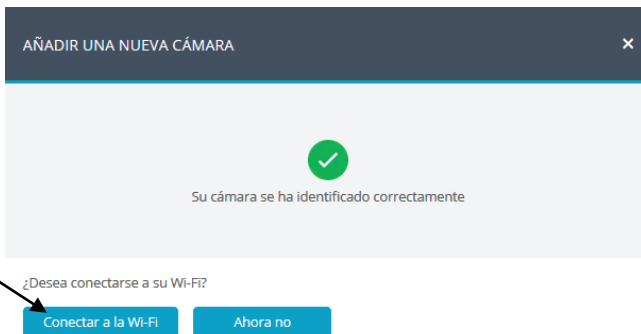 AÑADIR UNA NUEVA CÁMARA
Su cámara se ha identificado correctamente
¿Desea conectarse a su Wi-Fi?
Conectar a la Wi-Fi Ahora no